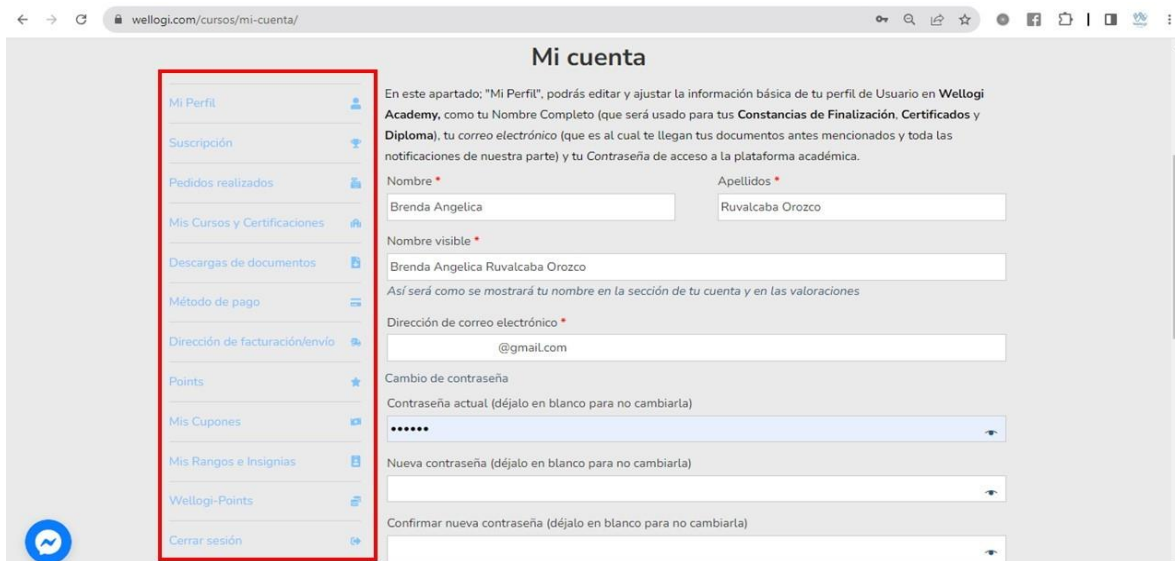 wellogi.com/cursos/mi-cuenta/
Mi cuenta
Mi Perfil
Suscripción
Pedidos realizados
Mis Cursos y Certificaciones
Descargas de documentos
Método de pago
Dirección de facturación/envío
Points
Mis Cupones
Mis Rangos e Insignias
Wellogi-Points
Cerrar sesión
En este apartado; "Mi Perfil", podrás editar y ajustar la información básica de tu perfil de Usuario en Wellogi
Academy, como tu Nombre Completo (que será usado para tus Constancias de Finalización, Certificados y
Diploma), tu correo electrónico (que es al cual te llegan tus documentos antes mencionados y toda las
notificaciones de nuestra parte) y tu Contraseña de acceso a la plataforma académica.
Nombre * Apellidos *
Brenda Angelica Ruvalcaba Orozco
Nombre visible *
Brenda Angelica Ruvalcaba Orozco
Así será como se mostrará tu nombre en la sección de tu cuenta y en las valoraciones
Dirección de correo electrónico *
@gmail.com
Cambio de contraseña
Contraseña actual (déjalo en blanco para no cambiarla)
••••••
Nueva contraseña (déjalo en blanco para no cambiarla)
Confirmar nueva contraseña (déjalo en blanco para no cambiarla)